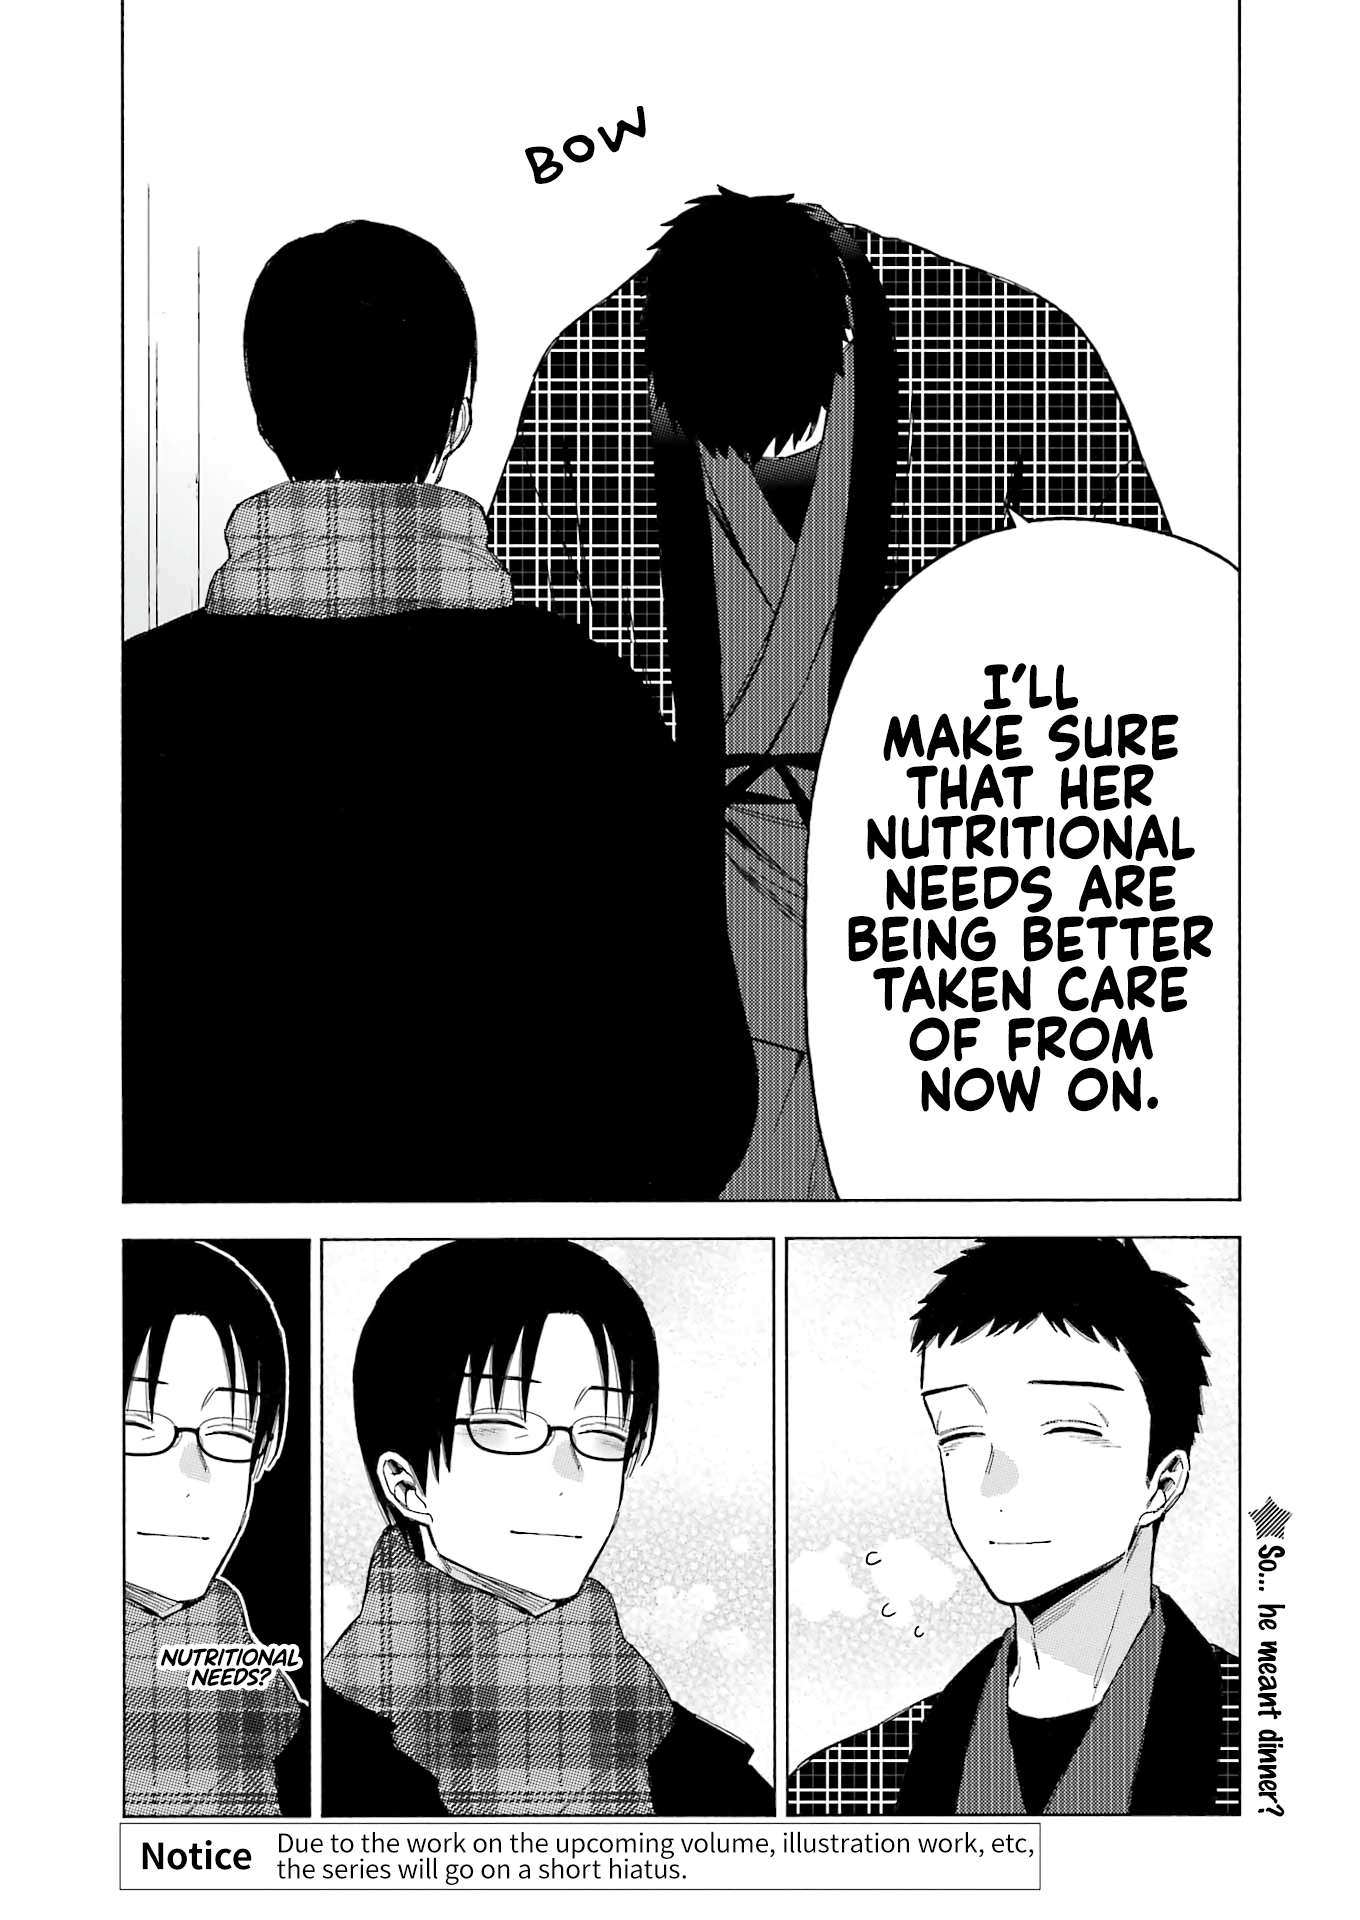 BOW
I'LL
MAKE SURE
THAT HER
NUTRITIONAL
NEEDS ARE
BEING BETTER
TAKEN CARE
OF FROM
NOW ON.
NUTRITIONAL
NEEDS?
So... he meant dinner?
Notice
Due to the work on the upcoming volume, illustration work, etc,
the series will go on a short hiatus.